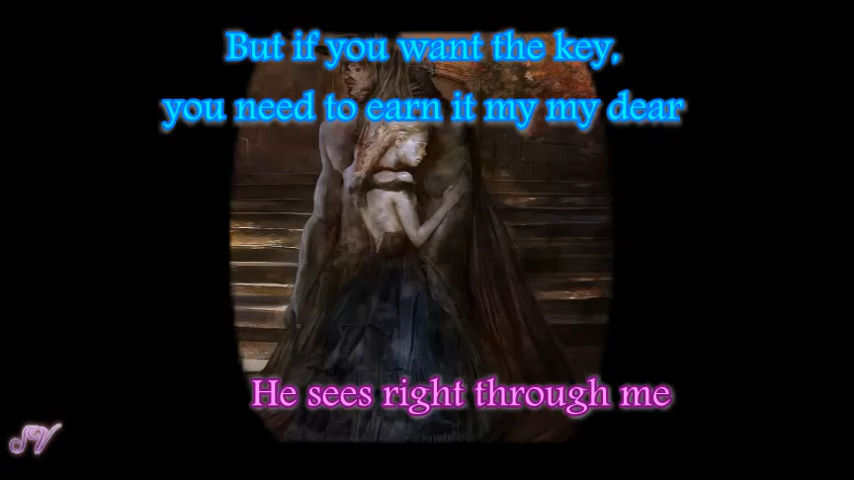 But if you want the key,
you need to earn it my my dear
He sees right through me
SV